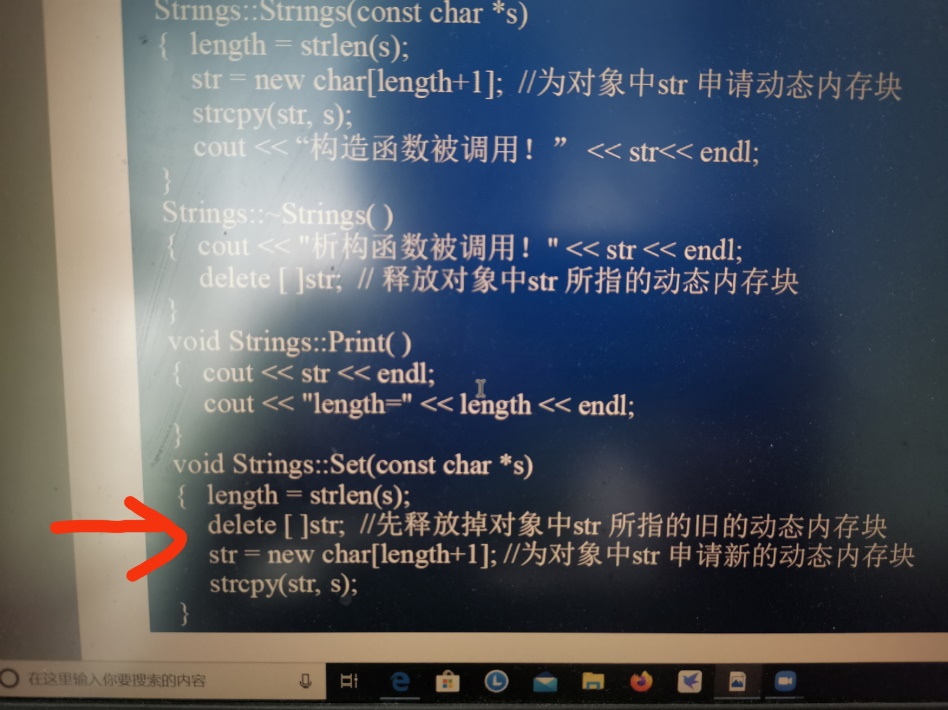 Strings::Strings(const char *s)
{ length = strlen(s);
str = new char[length+1]; //为对象中str 申请动态内存块
strcpy(str, s);
cout << “构造函数被调用！” << str<< endl;
}
Strings::~Strings( )
{ cout << "析构函数被调用！" << str << endl;
delete [ ]str; // 释放对象中str 所指的动态内存块
}
void Strings::Print( )
{ cout << str << endl;
cout << "length=" << length << endl;
}
void Strings::Set(const char *s)
{ length = strlen(s);
delete [ ]str; //先释放掉对象中str 所指的旧的动态内存块
str = new char[length+1]; //为对象中str 申请新的动态内存块
strcpy(str, s);
}
在这里输入你要搜索的内容